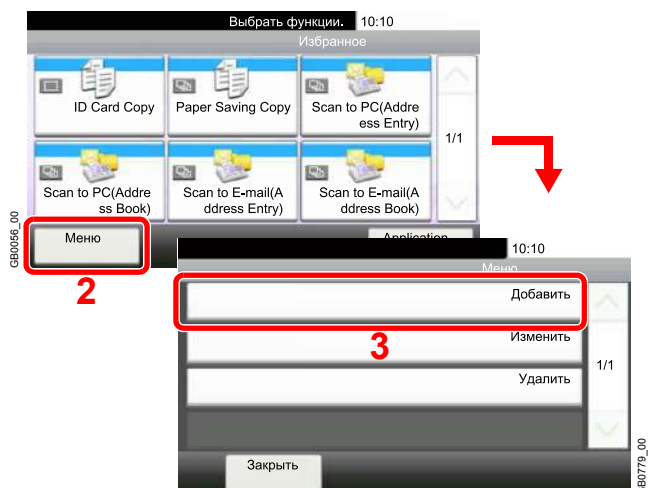 Выбрать функции. 10:10
Избранное
ID Card Copy
Paper Saving Copy
Scan to PC(Addre
ess Entry)
1/1
Scan to PC(Addre
ss Book)
Scan to E-mail(A
ddress Entry)
Scan to E-mail(A
ddress Book)
Меню
Application
GB0056_00
2
10:10
Меню
Добавить
3
Изменить
1/1
Удалить
Закрыть
GB0779_00